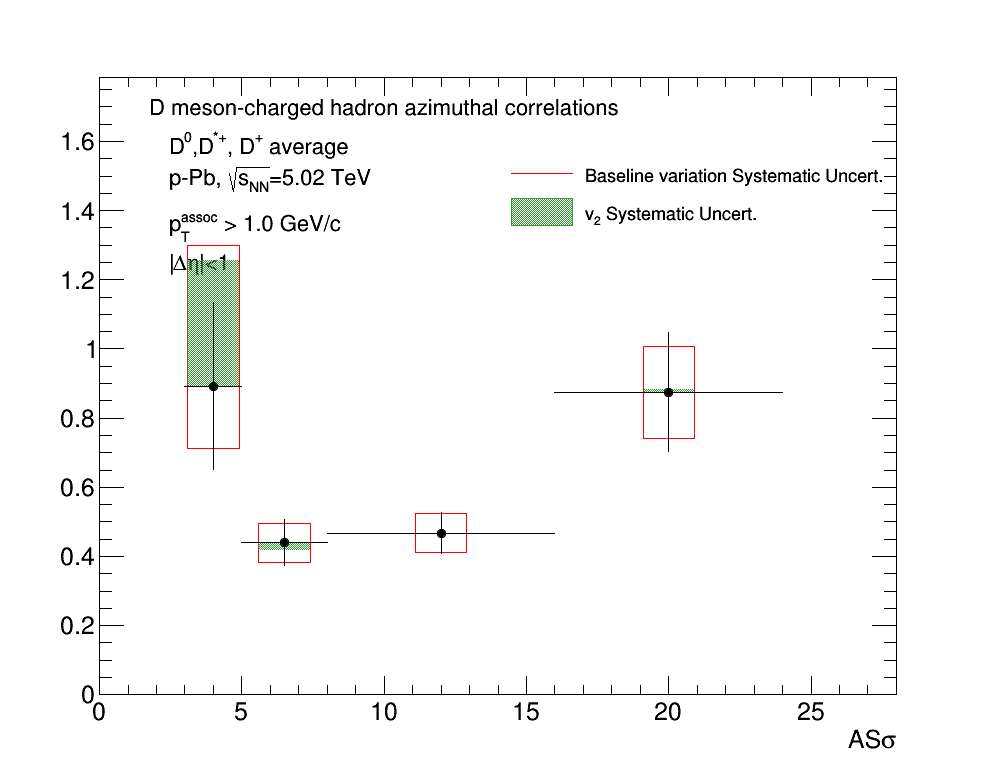 D meson-charged hadron azimuthal correlations
D⁰,D*⁺, D⁺ average
p-Pb, √sNN=5.02 TeV
pTassoc > 1.0 GeV/c
|Δη|<1
Baseline variation Systematic Uncert.
v₂ Systematic Uncert.
1.6
1.4
1.2
1
0.8
0.6
0.4
0.2
0
0 5 10 15 20 25
ASσ